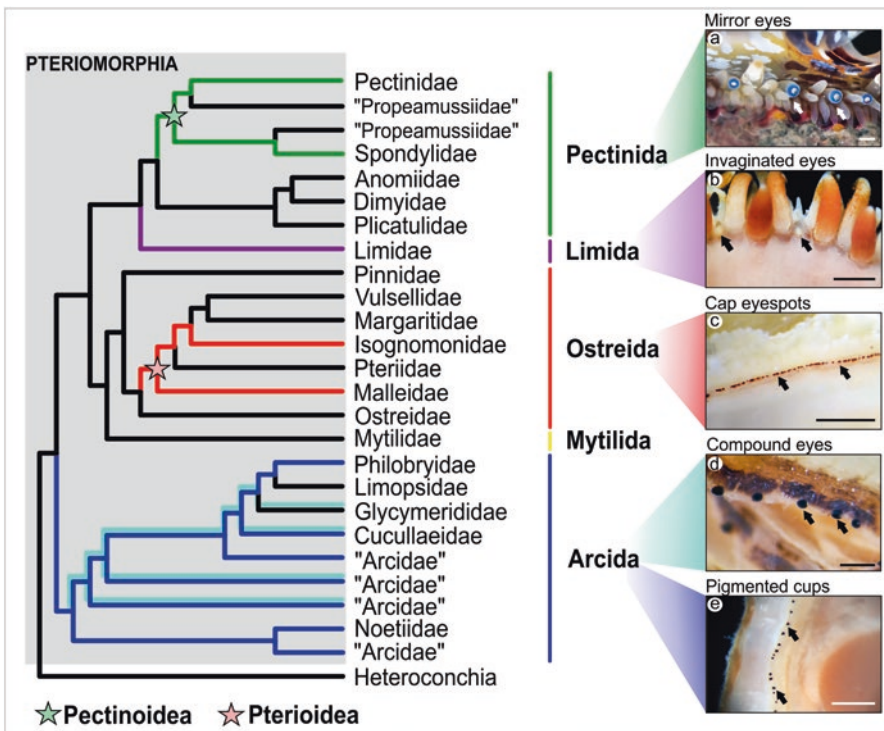 PTERIOMORPHIA
Pectinidae
"Propeamussiidae"
"Propeamussiidae"
Spondylidae
Anomiidae
Dimyidae
Plicatulidae
Limidae
Pinnidae
Vulsellidae
Margaritidae
Isognomonidae
Pteriidae
Malleidae
Ostreidae
Mytilidae
Philobryidae
Limopsidae
Glycymerididae
Cucullaeidae
"Arcidae"
"Arcidae"
"Arcidae"
Noetiidae
"Arcidae"
Heteroconchia
Pectinoidea
Pterioidea
Pectinida
Limida
Ostreida
Mytilida
Arcida
Mirror eyes
a
Invaginated eyes
b
Cap eyespots
c
Compound eyes
d
Pigmented cups
e